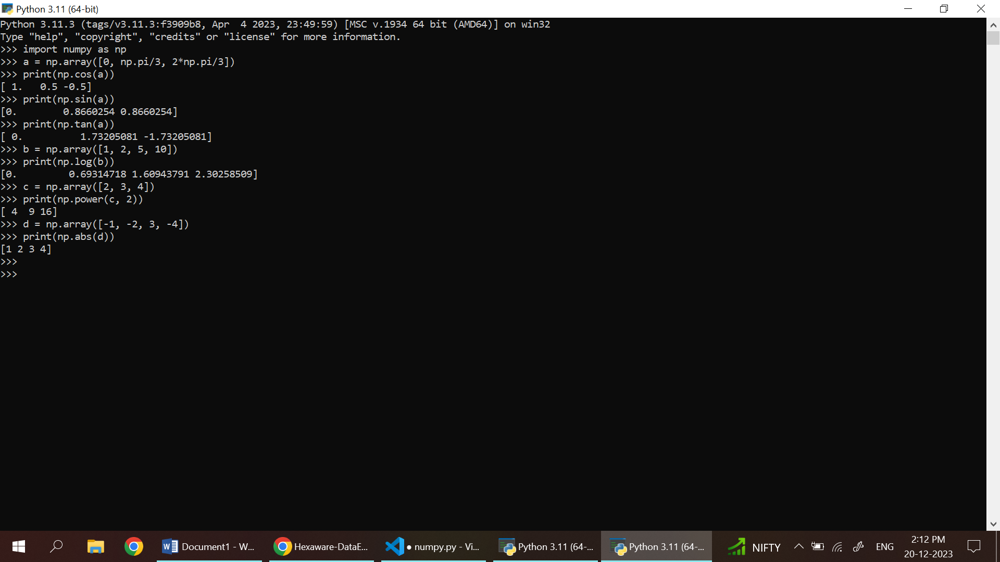 Python 3.11 (64-bit)
Python 3.11.3 (tags/v3.11.3:f3909b8, Apr  4 2023, 23:49:59) [MSC v.1934 64 bit (AMD64)] on win32
Type "help", "copyright", "credits" or "license" for more information.
>>> import numpy as np
>>> a = np.array([0, np.pi/3, 2*np.pi/3])
>>> print(np.cos(a))
[ 1.   0.5 -0.5]
>>> print(np.sin(a))
[0.        0.8660254 0.8660254]
>>> print(np.tan(a))
[ 0.          1.73205081 -1.73205081]
>>> b = np.array([1, 2, 5, 10])
>>> print(np.log(b))
[0.         0.69314718 1.60943791 2.30258509]
>>> c = np.array([2, 3, 4])
>>> print(np.power(c, 2))
[ 4  9 16]
>>> d = np.array([-1, -2, 3, -4])
>>> print(np.abs(d))
[1 2 3 4]
>>>
>>>
Document1 - W... Hexaware-DataE... ● numpy.py - Vi... Python 3.11 (64-... Python 3.11 (64-... NIFTY ENG 2:12 PM
20-12-2023